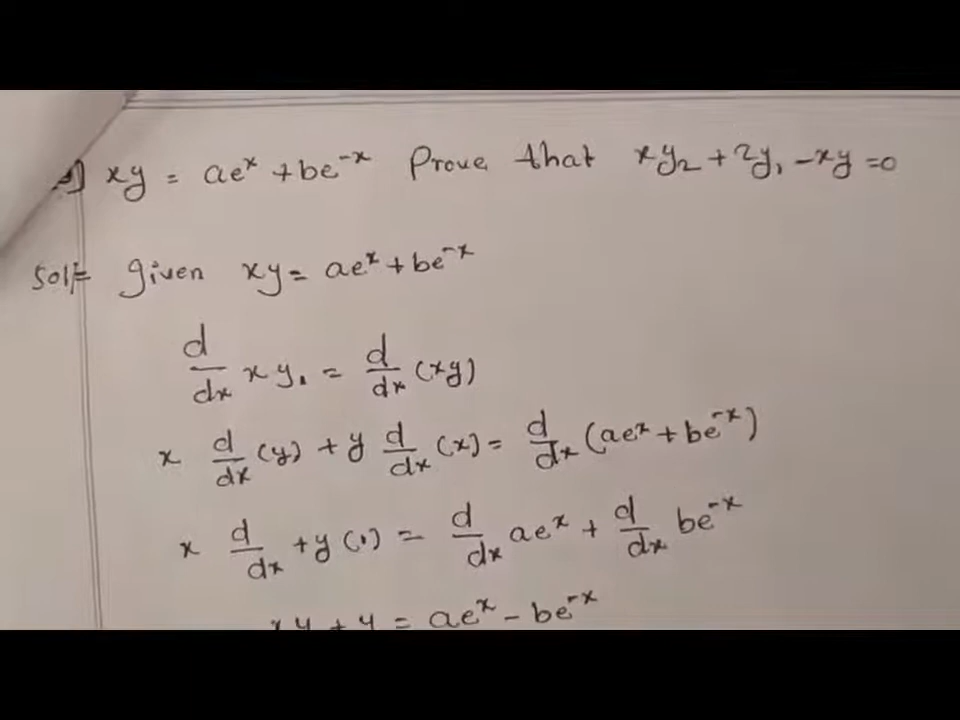 xy = ae^x + be^-x Prove that xy₂ + 2y₁ - xy = 0
Sol:- given xy = ae^x + be^-x
d/dx xy₁ = d/dx (xy)
x d/dx (y) + y d/dx (x) = d/dx (ae^x + be^-x)
x d/dx + y(1) = d/dx ae^x + d/dx be^-x
xy + y = ae^x - be^-x